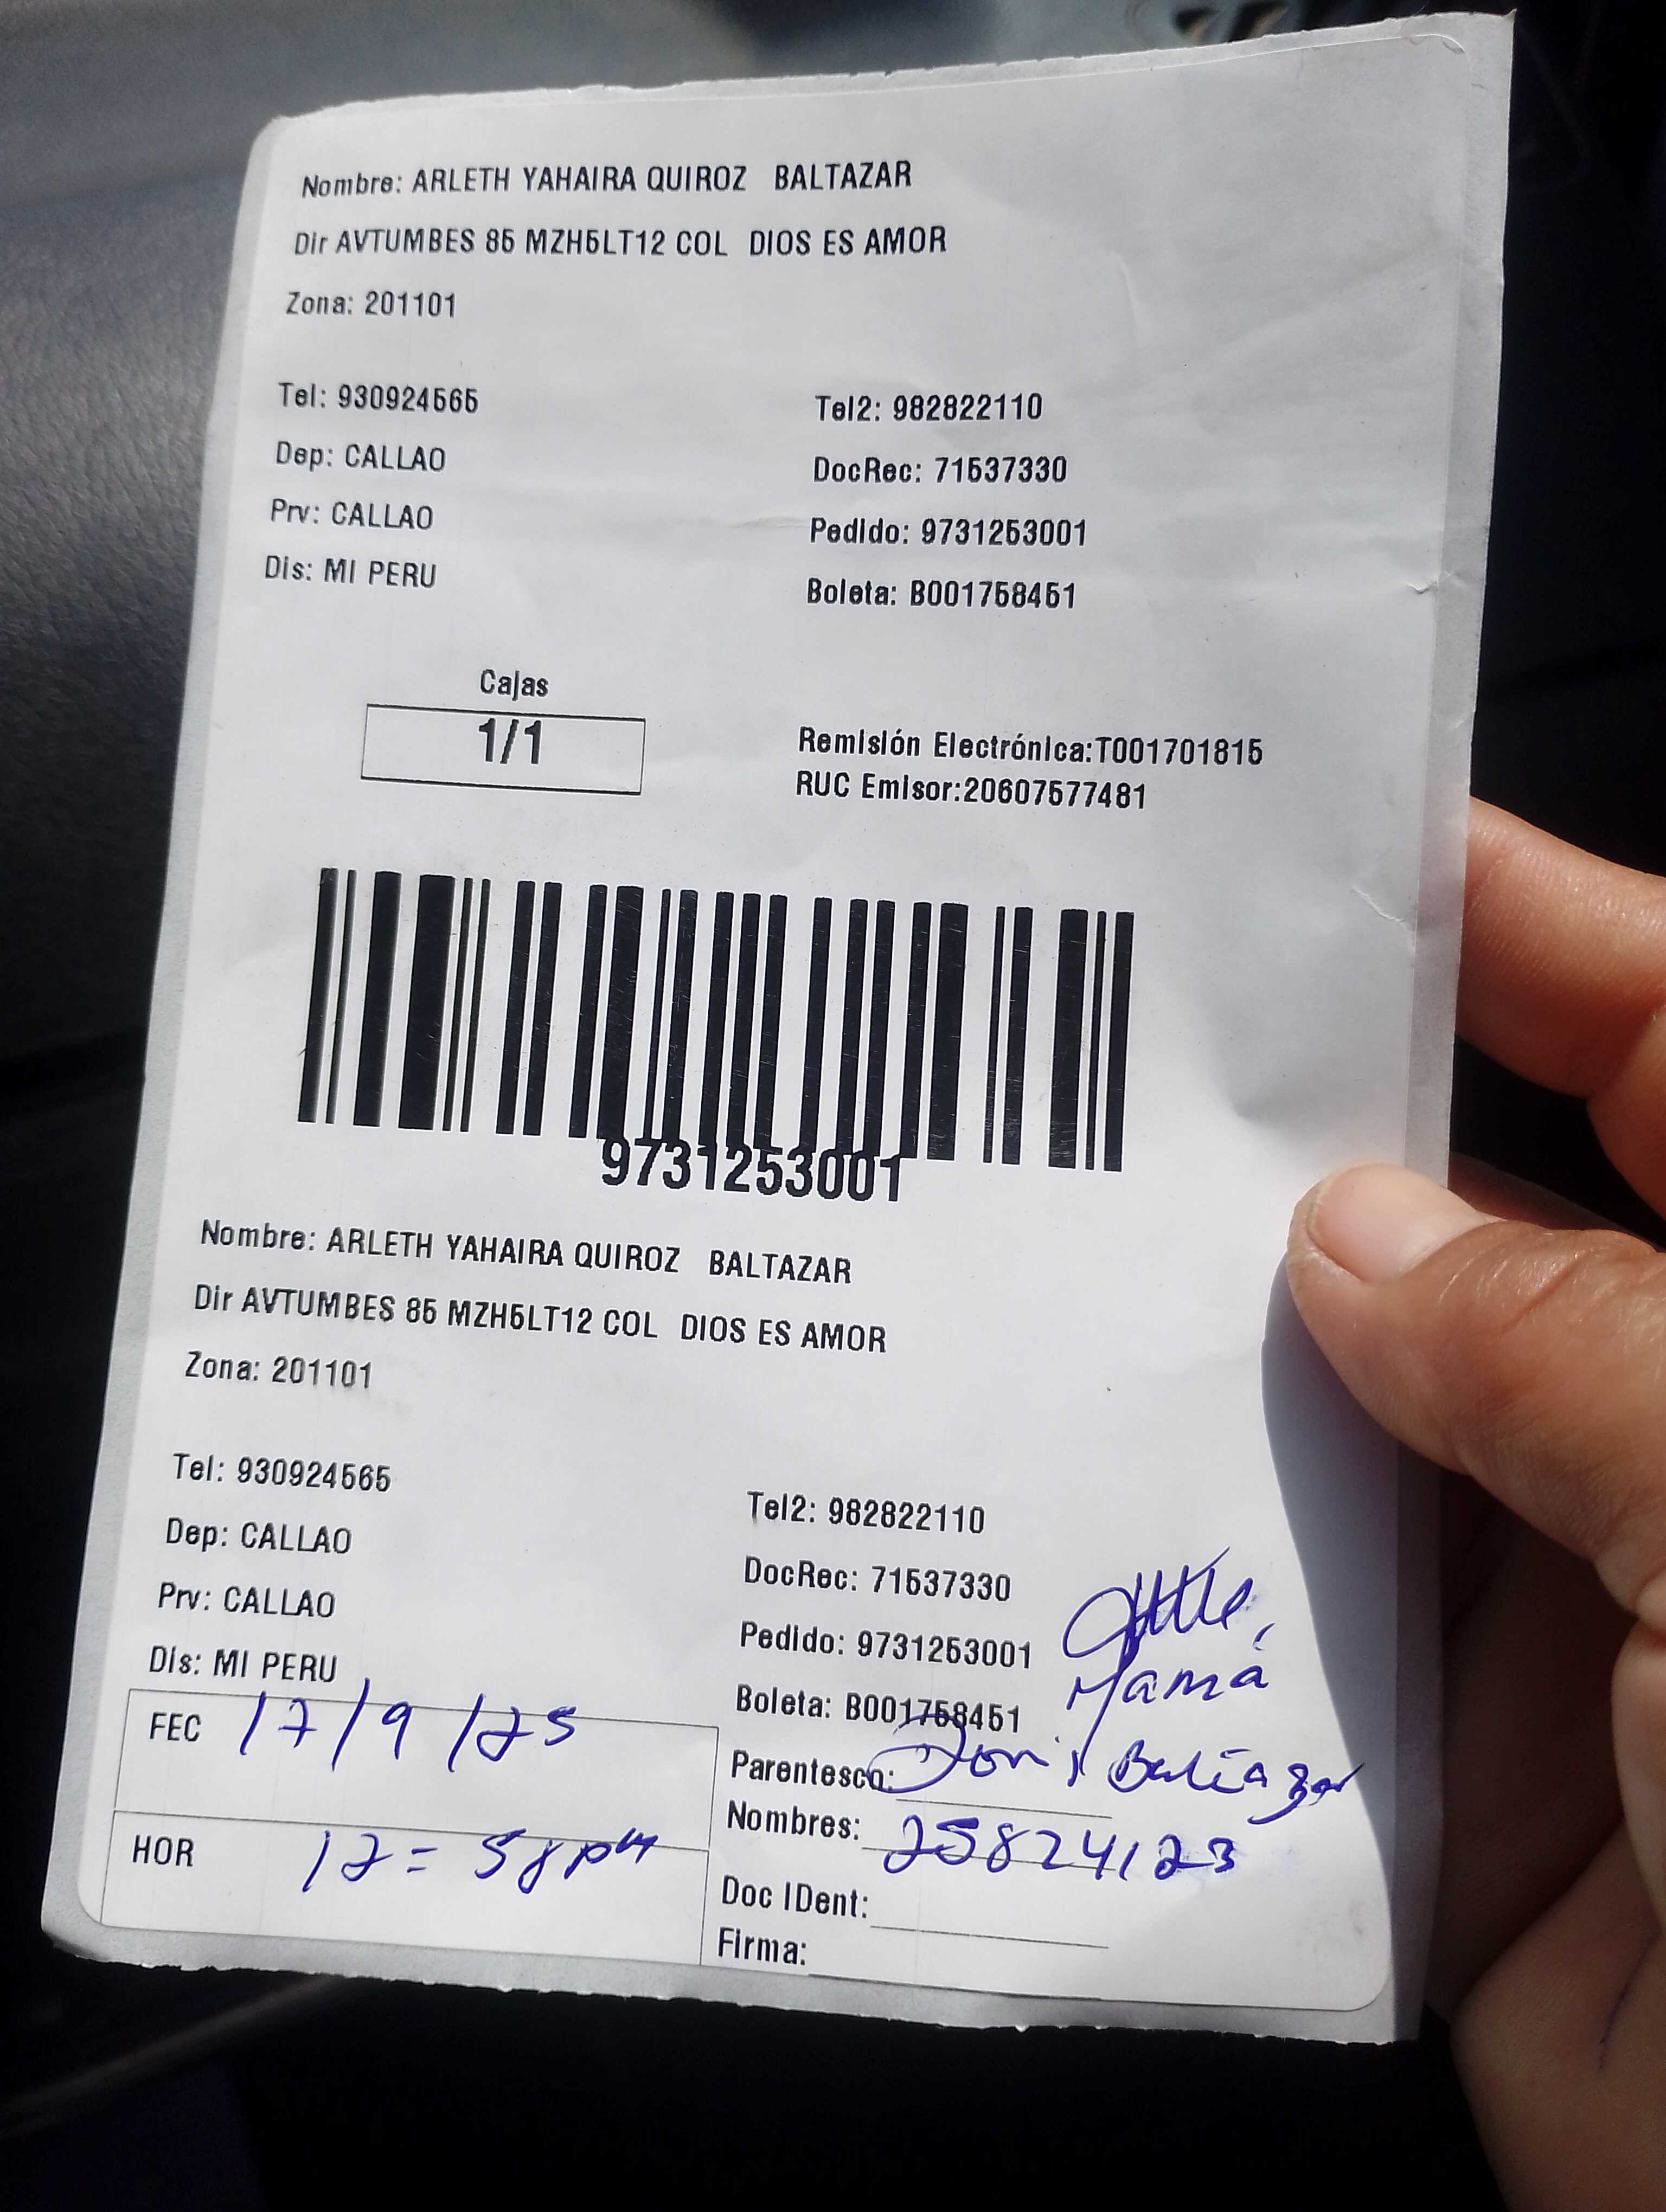 Nombre: ARLETH YAHAIRA QUIROZ BALTAZAR
Dir AVTUMBES 85 MZH5LT12 COL DIOS ES AMOR
Zona: 201101
Tel: 930924565
Tel2: 982822110
Dep: CALLAO
DocRec: 71537330
Prv: CALLAO
Pedido: 9731253001
Dis: MI PERU
Boleta: B001758451
Cajas
1/1
Remisión Electrónica:T001701815
RUC Emisor:20607577481
9731253001
Nombre: ARLETH YAHAIRA QUIROZ BALTAZAR
Dir AVTUMBES 85 MZH5LT12 COL DIOS ES AMOR
Zona: 201101
Tel: 930924565
Tel2: 982822110
Dep: CALLAO
DocRec: 71537330
Prv: CALLAO
Pedido: 9731253001
Dis: MI PERU
Mamá
Boleta: B001758451
FEC 17/9/25
Parentesco: Doris Baltazar
Nombres: 25824123
HOR 12=58pm
Doc IDent:
Firma: